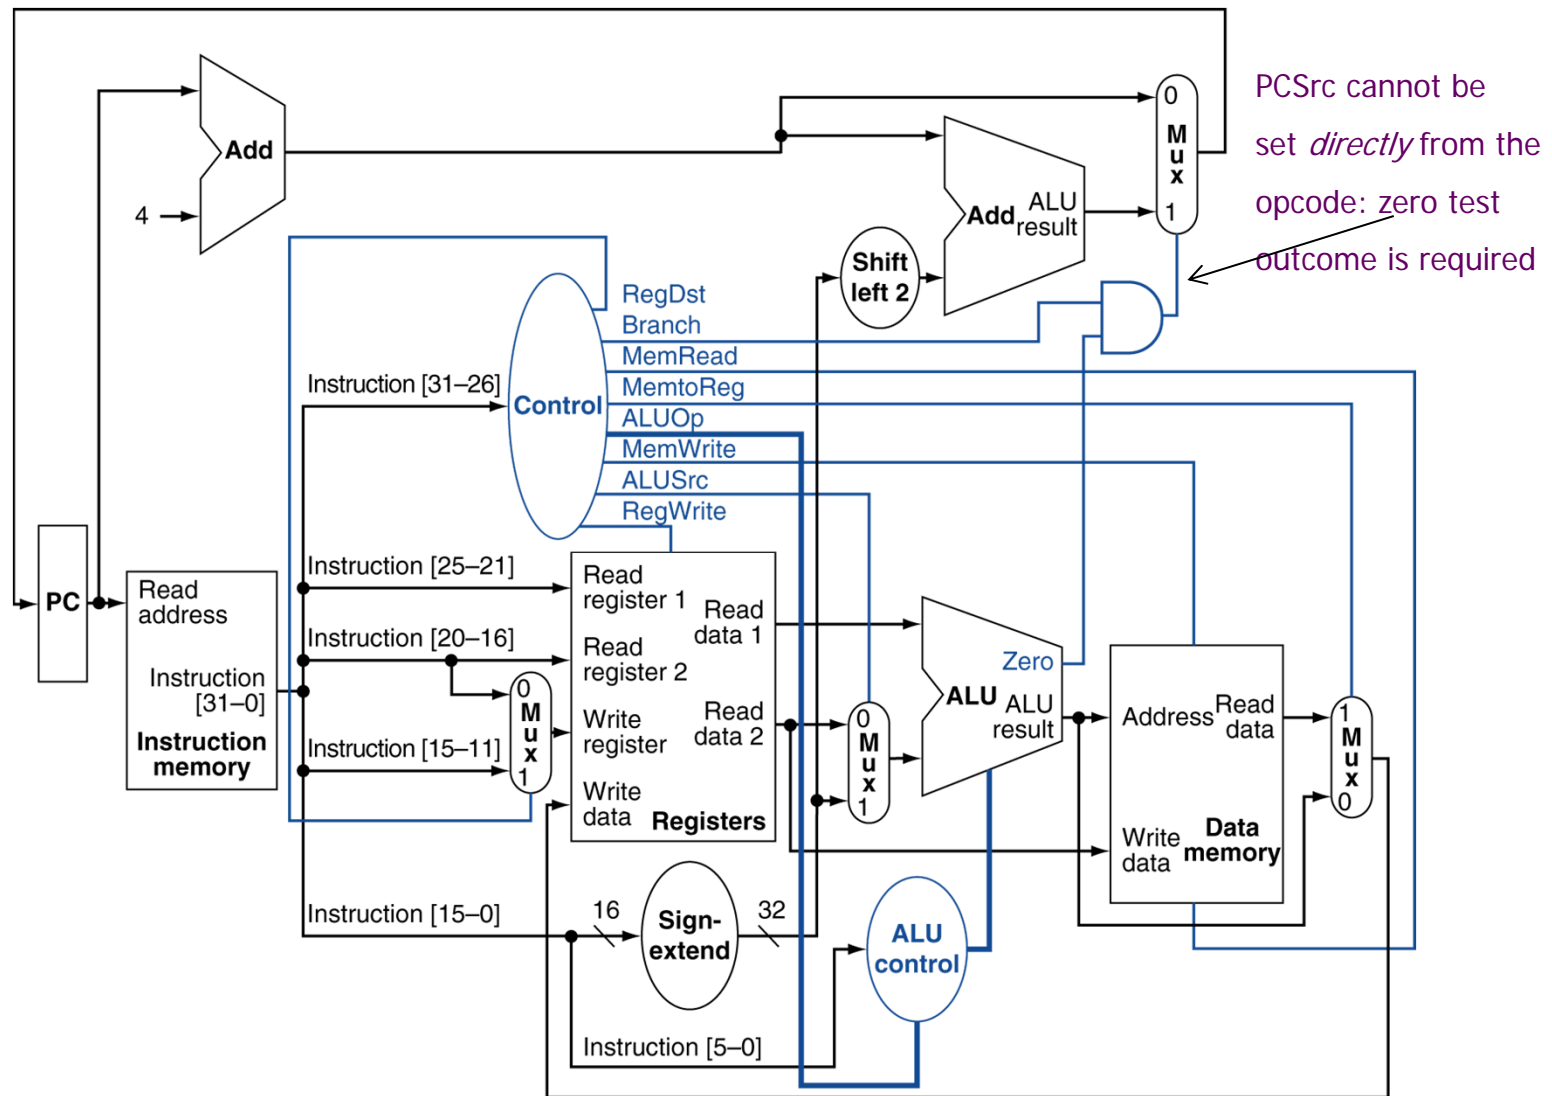 PCSrc cannot be
set directly from the
opcode: zero test
outcome is required
0
M
u
x
1
Add
4
Add
ALU
result
Shift
left 2
RegDst
Branch
MemRead
MemtoReg
ALUOp
MemWrite
ALUSrc
RegWrite
Control
Instruction [31–26]
Instruction [25–21]
Instruction [20–16]
Instruction [15–11]
Instruction [15–0]
Instruction [5–0]
PC
Read
address
Instruction
[31–0]
Instruction
memory
0
M
u
x
1
Read
register 1
Read
register 2
Write
register
Write
data
Read
data 1
Read
data 2
Registers
0
M
u
x
1
Zero
ALU
ALU
result
Address
Read
data
Write
data
Data
memory
1
M
u
x
0
16
Sign-
extend
32
ALU
control